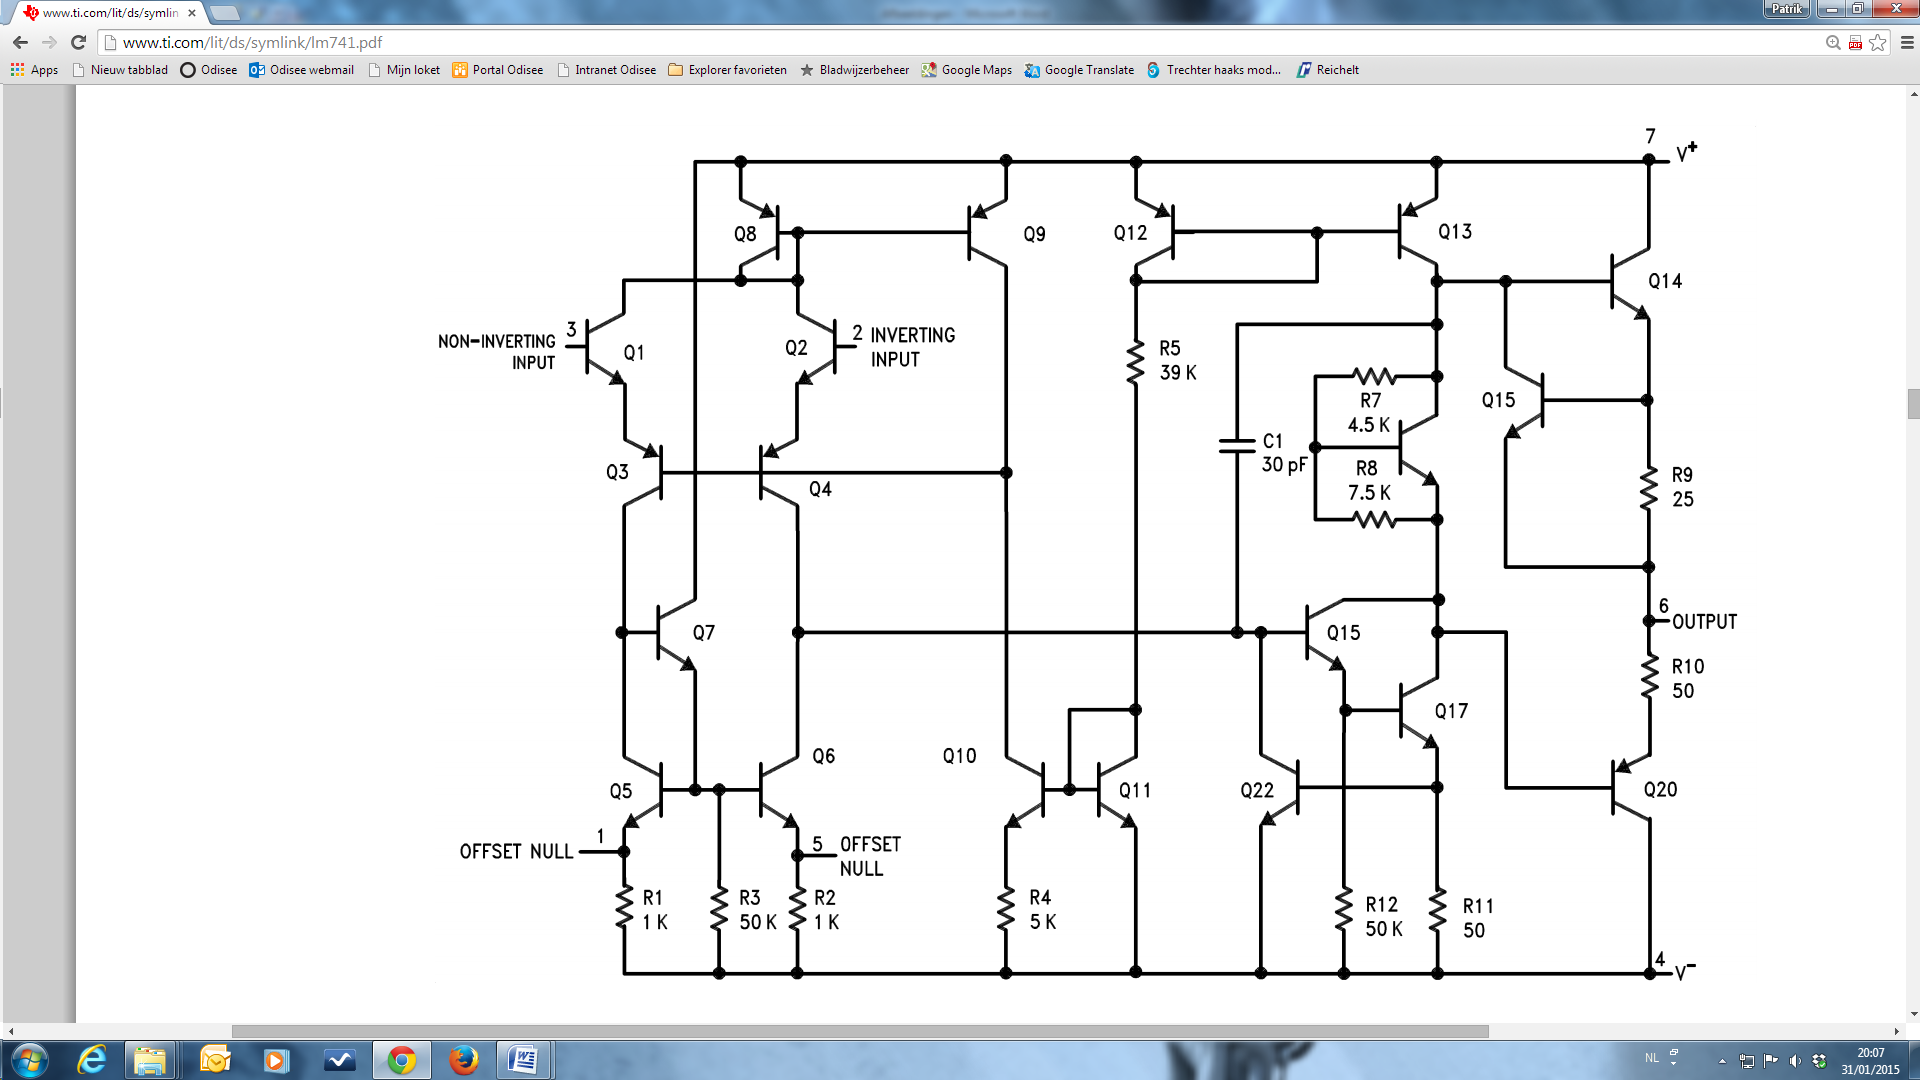 www.ti.com/lit/ds/symlin
Patrik
www.ti.com/lit/ds/symlink/lm741.pdf
Apps
Nieuw tabblad
Odisee
Odisee webmail
Mijn loket
Portal Odisee
Intranet Odisee
Explorer favorieten
Bladwijzerbeheer
Google Maps
Google Translate
Trechter haaks mod...
Reichelt
7
V+
Q8
Q9
Q12
Q13
Q14
NON-INVERTING
INPUT
3
Q1
Q2
2
INVERTING
INPUT
R5
39 K
R7
4.5 K
Q15
C1
30 pF
R8
7.5 K
R9
25
Q3
Q4
Q7
Q15
6
OUTPUT
R10
50
Q17
Q5
Q6
Q10
Q11
Q22
Q20
OFFSET NULL
1
5
OFFSET
NULL
R1
1 K
R3
50 K
R2
1 K
R4
5 K
R12
50 K
R11
50
4
V-
NL
20:07
31/01/2015